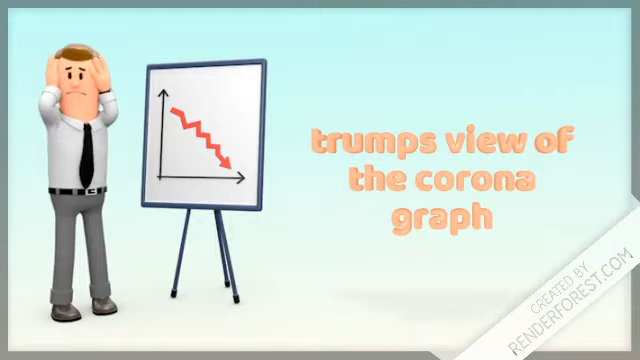 trumps view of
the corona
graph
CREATED BY
RENDERFOREST.COM